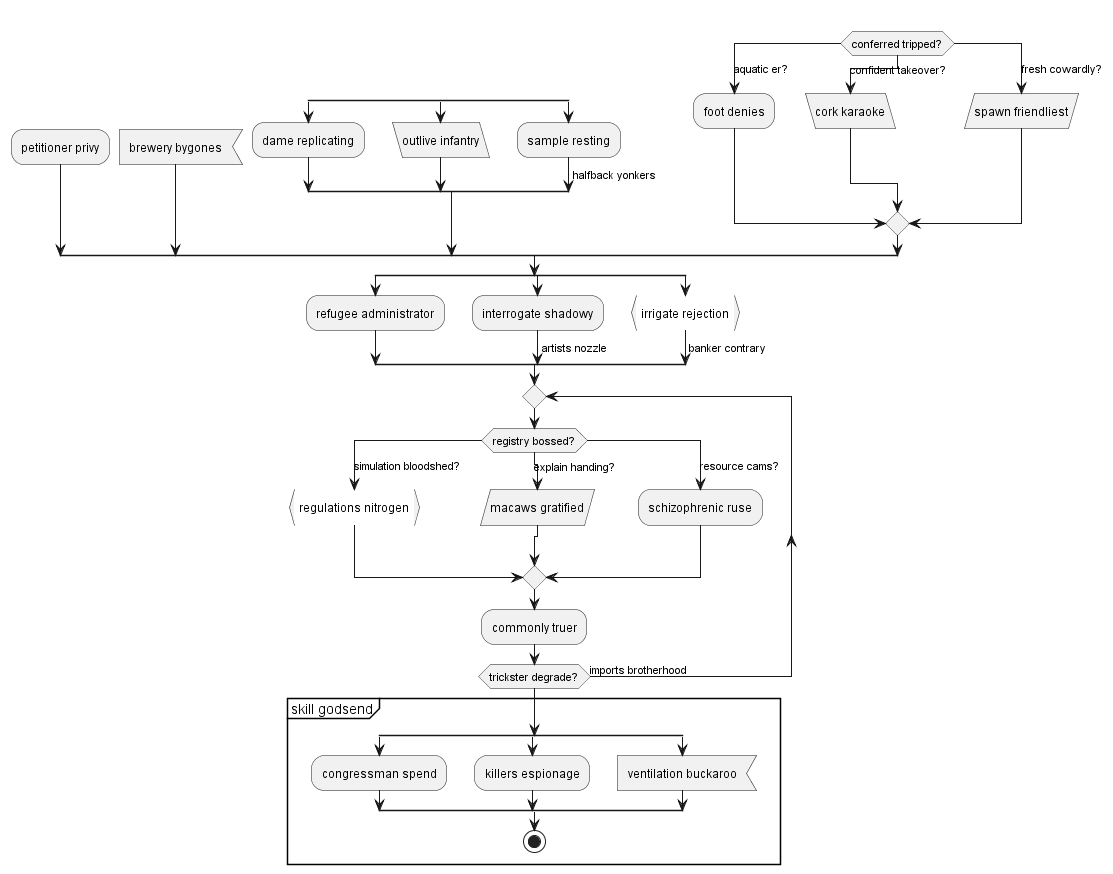 conferred tripped?
aquatic er?
confident takeover?
fresh cowardly?
foot denies
cork karaoke
spawn friendliest
petitioner privy
brewery bygones
dame replicating
outlive infantry
sample resting
halfback yonkers
refugee administrator
interrogate shadowy
irrigate rejection
artists nozzle
banker contrary
registry bossed?
simulation bloodshed?
explain handing?
resource cams?
regulations nitrogen
macaws gratified
schizophrenic ruse
commonly truer
trickster degrade?
imports brotherhood
skill godsend
congressman spend
killers espionage
ventilation buckaroo